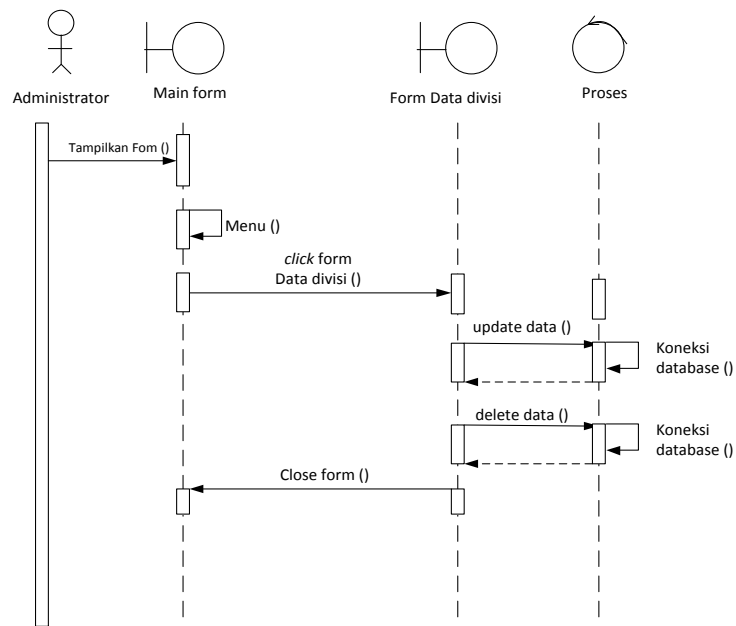 Administrator
Main form
Form Data divisi
Proses
Tampilkan Fom ()
Menu ()
click form
Data divisi ()
update data ()
Koneksi
database ()
delete data ()
Koneksi
database ()
Close form ()